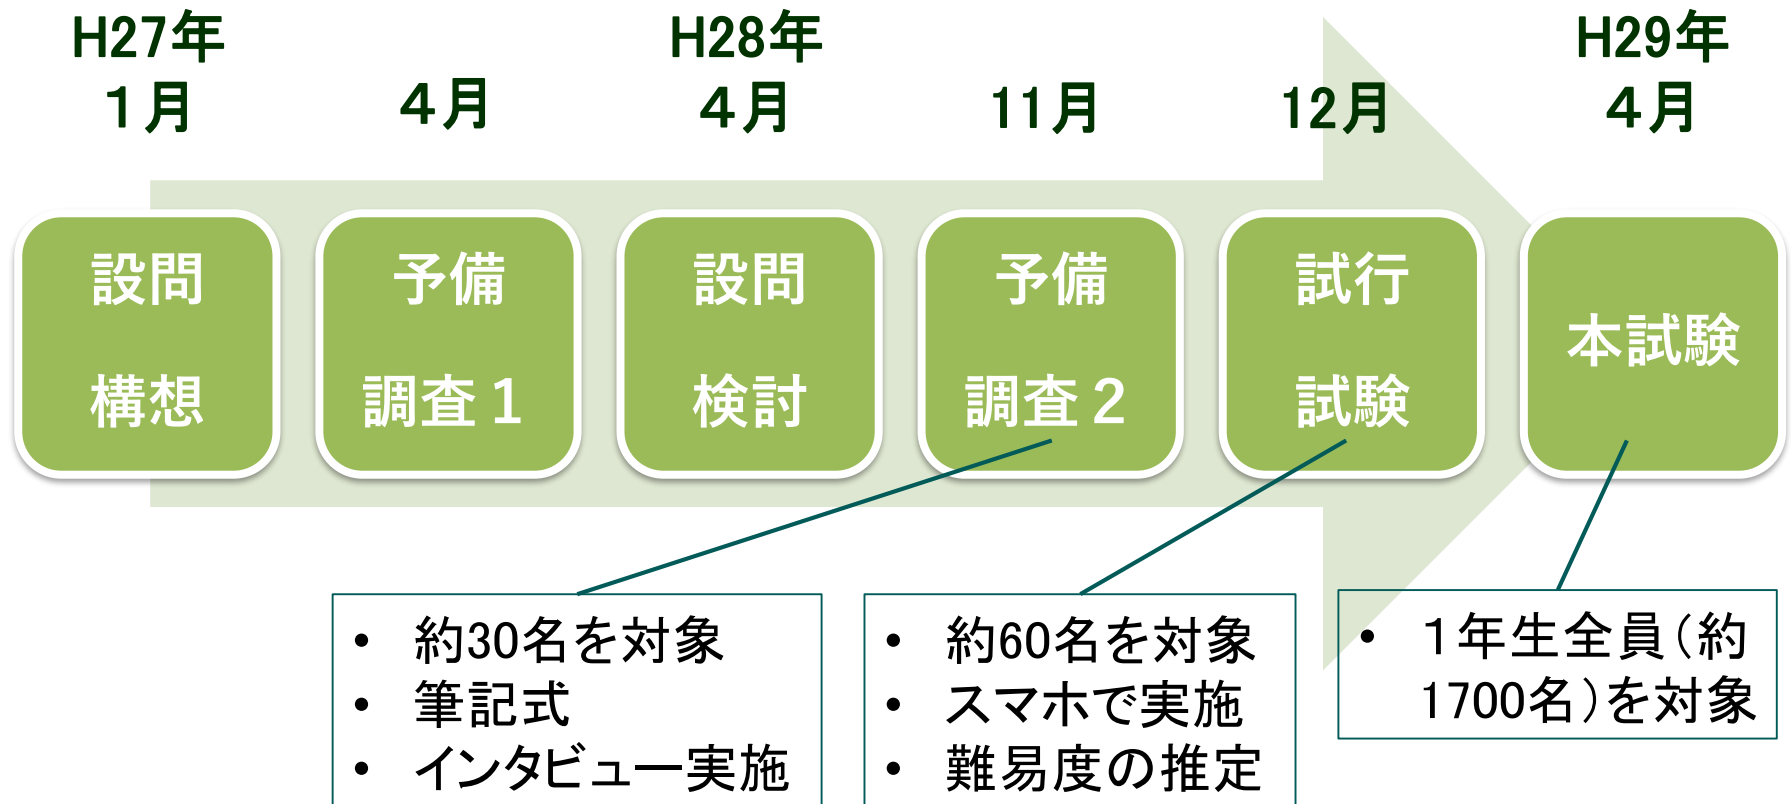 H27年
１月
４月
H28年
４月
11月
12月
H29年
４月
設問
構想
予備
調査１
設問
検討
予備
調査２
試行
試験
本試験
• 約30名を対象
• 筆記式
• インタビュー実施
• 約60名を対象
• スマホで実施
• 難易度の推定
• １年生全員（約
1700名）を対象